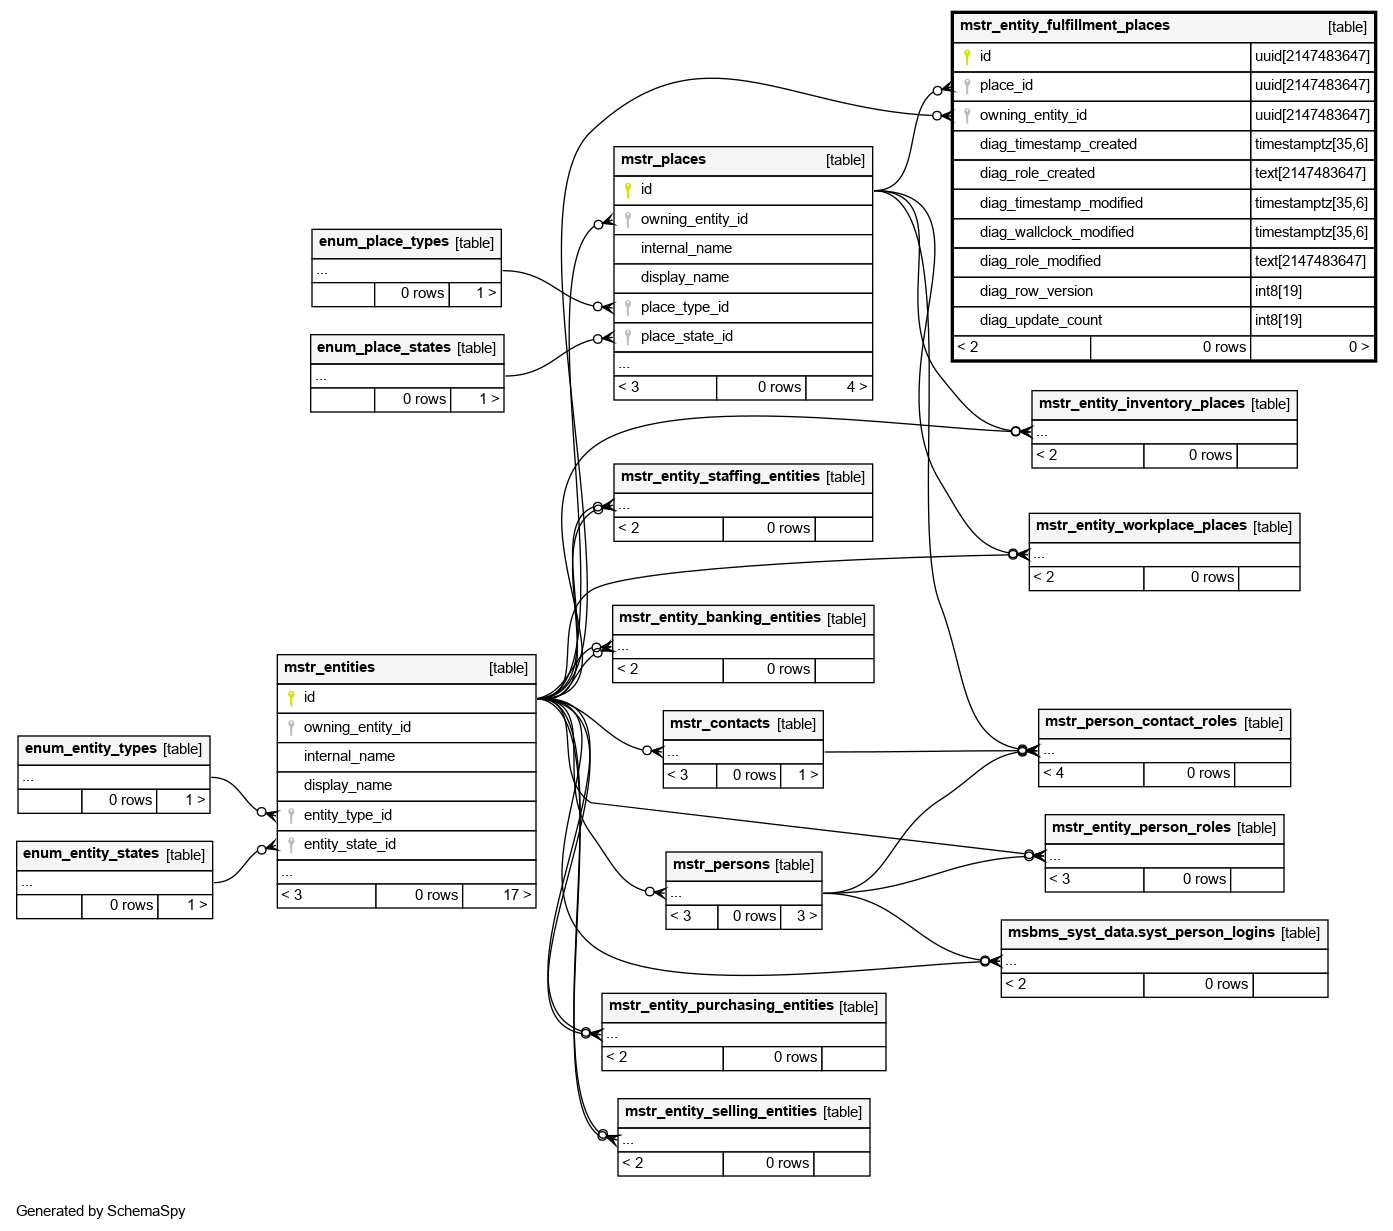 mstr_entity_fulfillment_places [table]
id uuid[2147483647]
place_id uuid[2147483647]
owning_entity_id uuid[2147483647]
diag_timestamp_created timestamptz[35,6]
diag_role_created text[2147483647]
diag_timestamp_modified timestamptz[35,6]
diag_wallclock_modified timestamptz[35,6]
diag_role_modified text[2147483647]
diag_row_version int8[19]
diag_update_count int8[19]
< 2 0 rows 0 >
mstr_places [table]
id
owning_entity_id
internal_name
display_name
place_type_id
place_state_id
...
< 3 0 rows 4 >
enum_place_types [table]
...
0 rows 1 >
enum_place_states [table]
...
0 rows 1 >
mstr_entity_inventory_places [table]
...
< 2 0 rows
mstr_entity_staffing_entities [table]
...
< 2 0 rows
mstr_entity_workplace_places [table]
...
< 2 0 rows
mstr_entity_banking_entities [table]
...
< 2 0 rows
mstr_entities [table]
id
owning_entity_id
internal_name
display_name
entity_type_id
entity_state_id
...
< 3 0 rows 17 >
enum_entity_types [table]
...
0 rows 1 >
enum_entity_states [table]
...
0 rows 1 >
mstr_contacts [table]
...
< 3 0 rows 1 >
mstr_person_contact_roles [table]
...
< 4 0 rows
mstr_entity_person_roles [table]
...
< 3 0 rows
mstr_persons [table]
...
< 3 0 rows 3 >
msbms_syst_data.syst_person_logins [table]
...
< 2 0 rows
mstr_entity_purchasing_entities [table]
...
< 2 0 rows
mstr_entity_selling_entities [table]
...
< 2 0 rows
Generated by SchemaSpy